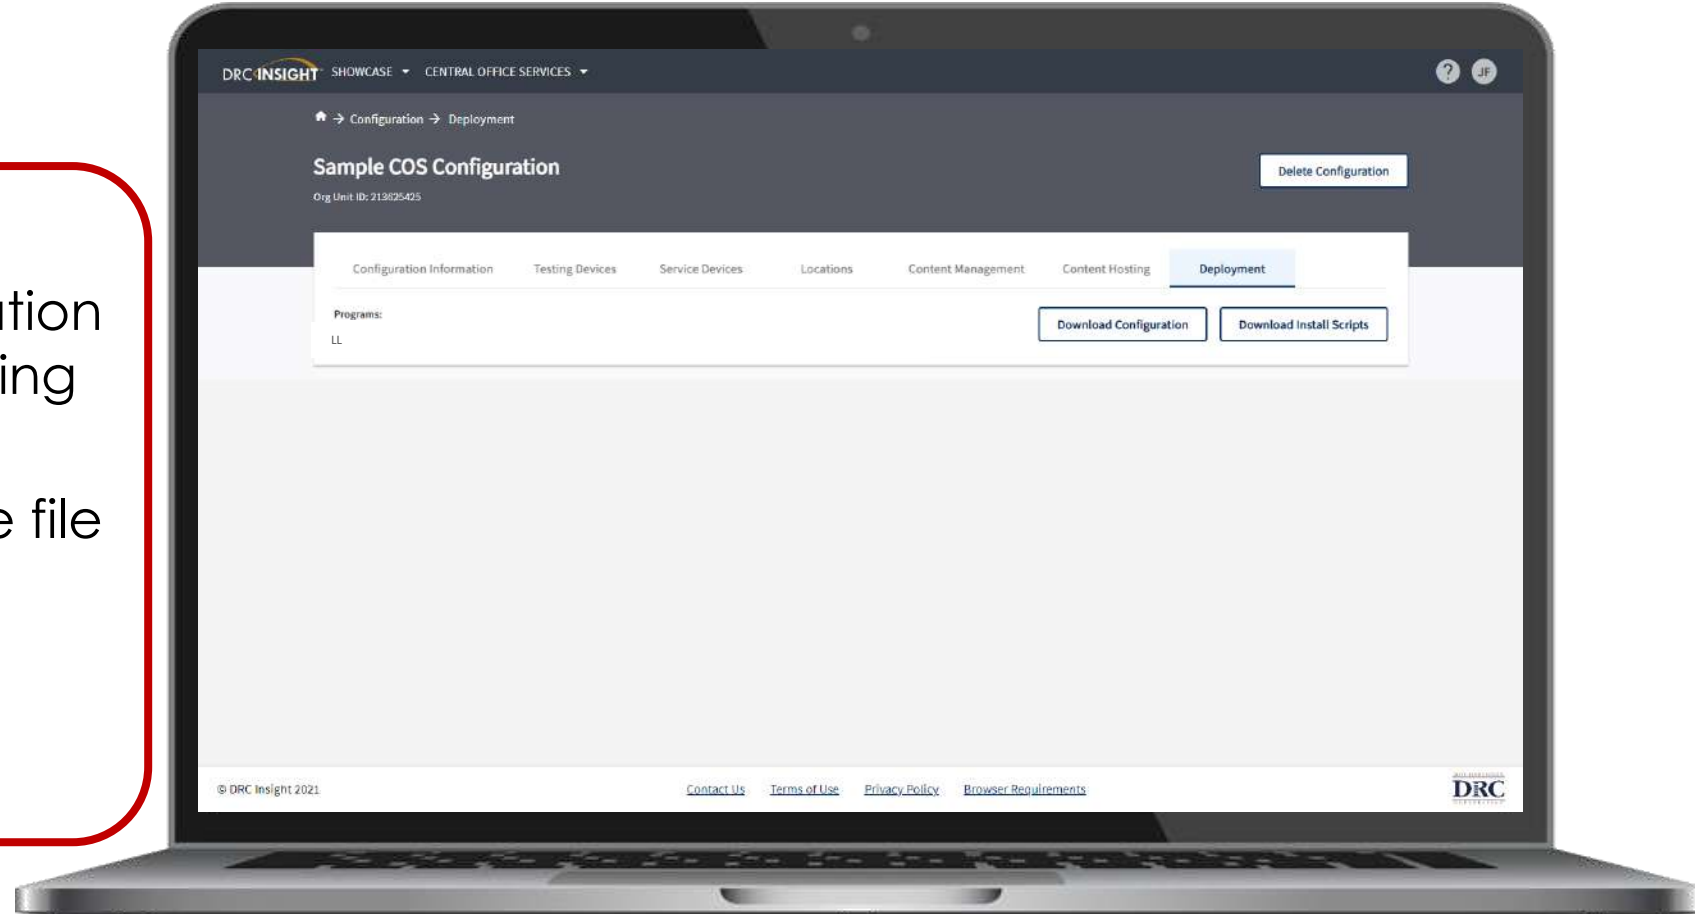 ation
ing
e file
DRC INSIGHT SHOWCASE CENTRAL OFFICE SERVICES ? JF
Configuration → Deployment
Sample COS Configuration
Delete Configuration
Org Unit ID: 213625425
Configuration Information Testing Devices Service Devices Locations Content Management Content Hosting Deployment
Programs:
Download Configuration Download Install Scripts
LL
© DRC Insight 2021 Contact Us Terms of Use Privacy Policy Browser Requirements DRC